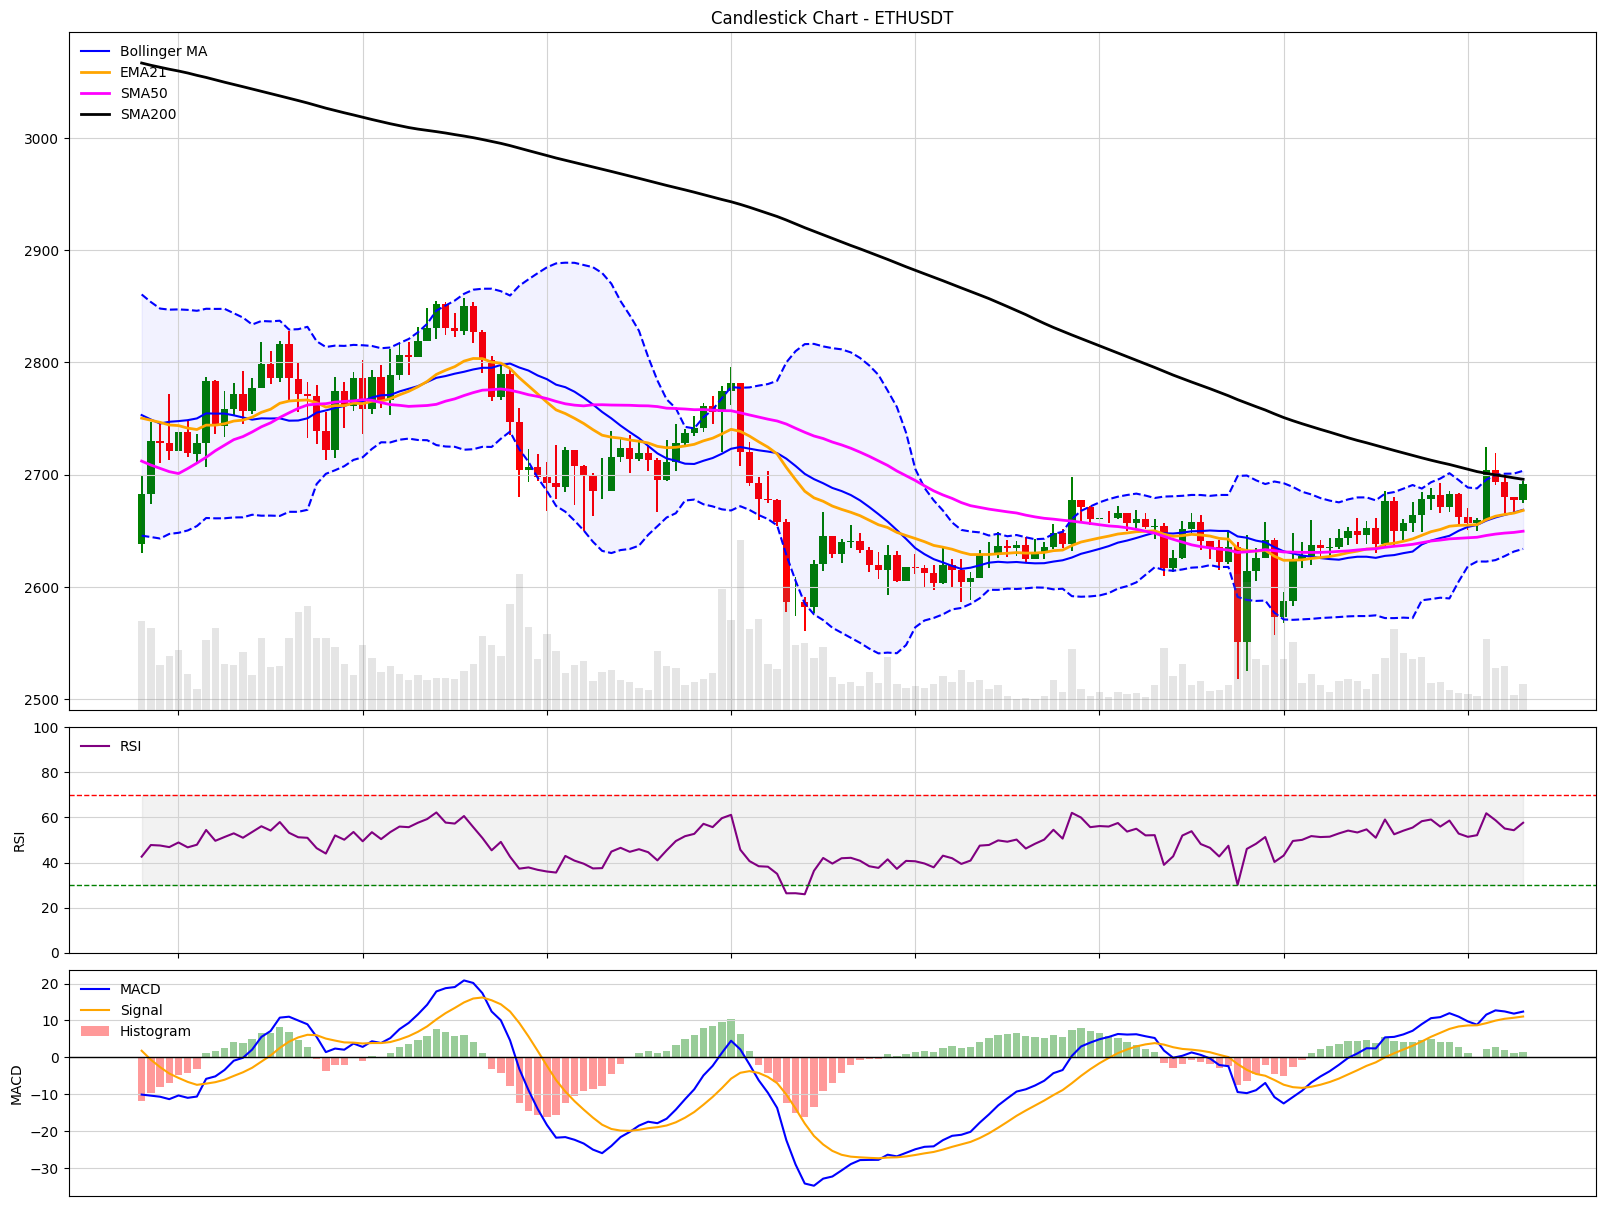 Candlestick Chart - ETHUSDT
Bollinger MA
EMA21
SMA50
SMA200
3000
2900
2800
2700
2600
2500
100
80
60
40
20
0
RSI
RSI
20
10
0
−10
−20
−30
MACD
MACD
Signal
Histogram